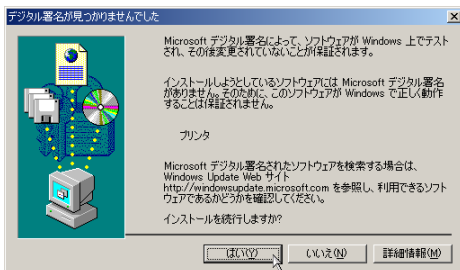 デジタル署名が見つかりませんでした
Microsoft デジタル署名によって、ソフトウェアが Windows 上でテスト
され、その後変更されていないことが保証されます。
インストールしようとしているソフトウェアには Microsoft デジタル署名
がありません。そのために、このソフトウェアが Windows で正しく動作
することは保証されません。
プリンタ
Microsoft デジタル署名されたソフトウェアを検索する場合は、
Windows Update Web サイト
http://windowsupdate.microsoft.com を参照し、利用できるソフト
ウェアであるかどうかを確認してください。
インストールを続行しますか?
はい(Y) いいえ(N) 詳細情報(M)